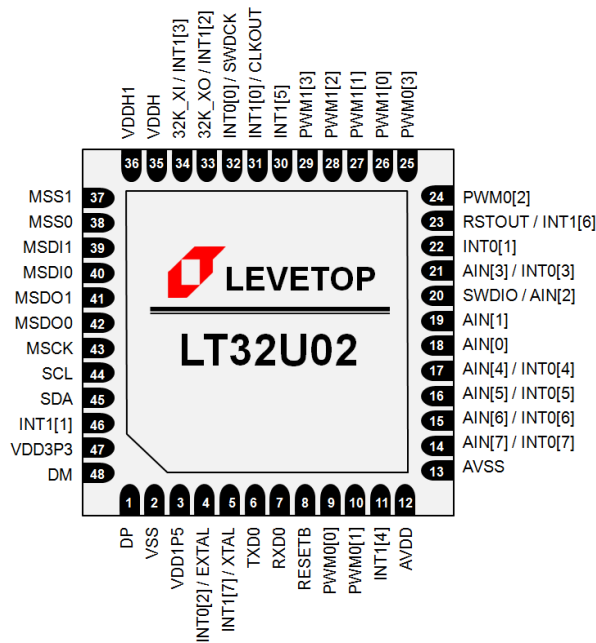 VDDH1
VDDH
32K_XI / INT1[3]
32K_XO / INT1[2]
INT0[0] / SWDCK
INT1[0] / CLKOUT
INT1[5]
PWM1[3]
PWM1[2]
PWM1[1]
PWM1[0]
PWM0[3]
36 35 34 33 32 31 30 29 28 27 26 25
MSS1 37
MSS0 38
MSDI1 39
MSDI0 40
MSDO1 41
MSDO0 42
MSCK 43
SCL 44
SDA 45
INT1[1] 46
VDD3P3 47
DM 48
LEVETOP
LT32U02
24 PWM0[2]
23 RSTOUT / INT1[6]
22 INT0[1]
21 AIN[3] / INT0[3]
20 SWDIO / AIN[2]
19 AIN[1]
18 AIN[0]
17 AIN[4] / INT0[4]
16 AIN[5] / INT0[5]
15 AIN[6] / INT0[6]
14 AIN[7] / INT0[7]
13 AVSS
1 2 3 4 5 6 7 8 9 10 11 12
DP
VSS
VDD1P5
INT0[2] / EXTAL
INT1[7] / XTAL
TXD0
RXD0
RESETB
PWM0[0]
PWM0[1]
INT1[4]
AVDD